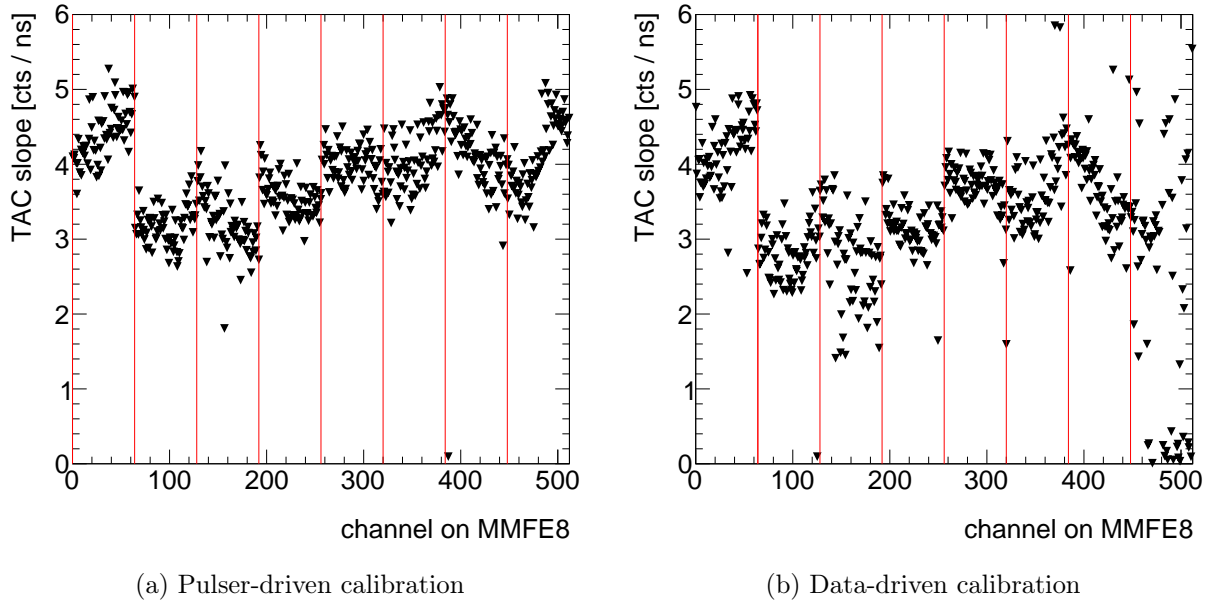 TAC slope [cts / ns]
6
5
4
3
2
1
0
0 100 200 300 400 500
channel on MMFE8
(a) Pulser-driven calibration
TAC slope [cts / ns]
6
5
4
3
2
1
0
0 100 200 300 400 500
channel on MMFE8
(b) Data-driven calibration